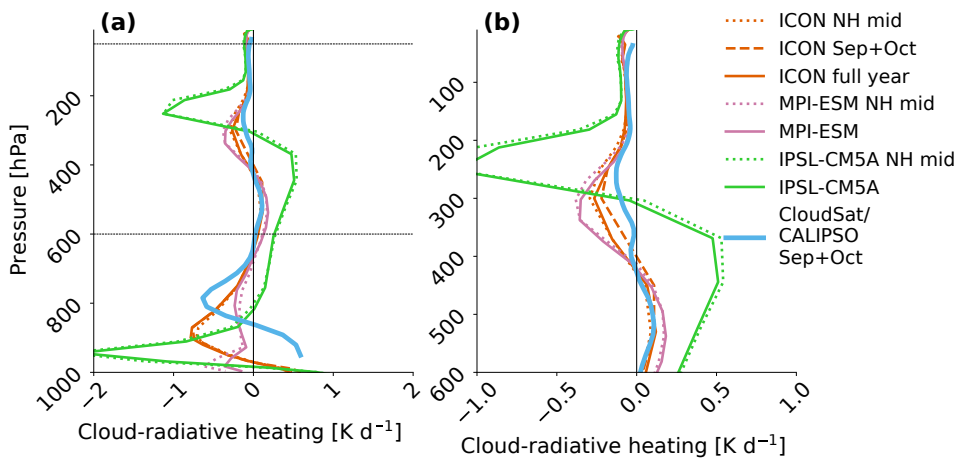 (a)
Pressure [hPa]
200
400
600
800
1000
−2
−1
0
1
2
Cloud-radiative heating [K d⁻¹]
(b)
100
200
300
400
500
600
−1.0
−0.5
0.0
0.5
1.0
Cloud-radiative heating [K d⁻¹]
ICON NH mid
ICON Sep+Oct
ICON full year
MPI-ESM NH mid
MPI-ESM
IPSL-CM5A NH mid
IPSL-CM5A
CloudSat/
CALIPSO
Sep+Oct